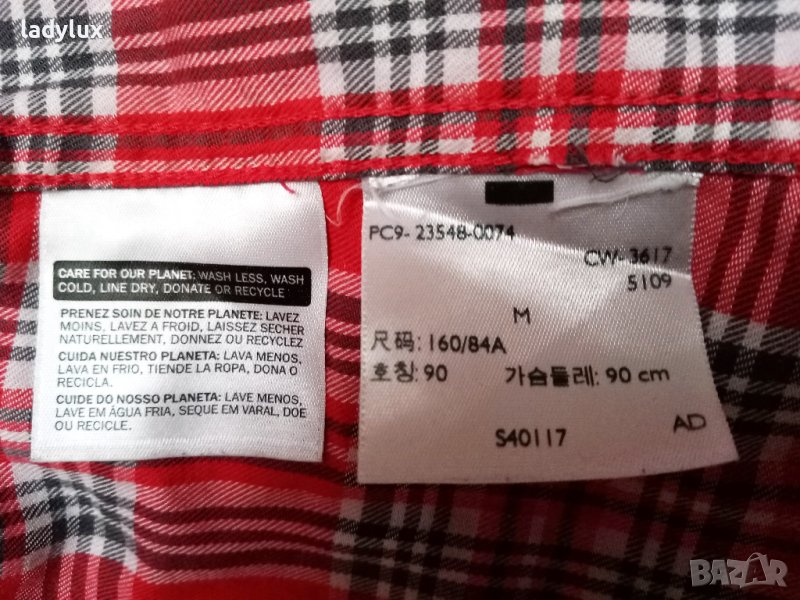 ladylux
CARE FOR OUR PLANET: WASH LESS, WASH
COLD, LINE DRY, DONATE OR RECYCLE
PRENEZ SOIN DE NOTRE PLANETE: LAVEZ
MOINS, LAVEZ A FROID, LAISSEZ SECHER
NATURELLEMENT, DONNEZ OU RECYCLEZ
CUIDA NUESTRO PLANETA: LAVA MENOS,
LAVA EN FRIO, TIENDE LA ROPA, DONA O
RECICLA.
CUIDE DO NOSSO PLANETA: LAVE MENOS,
LAVE EM ÀGUA FRIA, SEQUE EM VARAL, DOE
OU RECICLE.
PC9- 23548-0074
CW- 3617
5109
M
尺码: 160/84A
호칭: 90 가슴둘레: 90 cm
S40117
AD
BAZAR